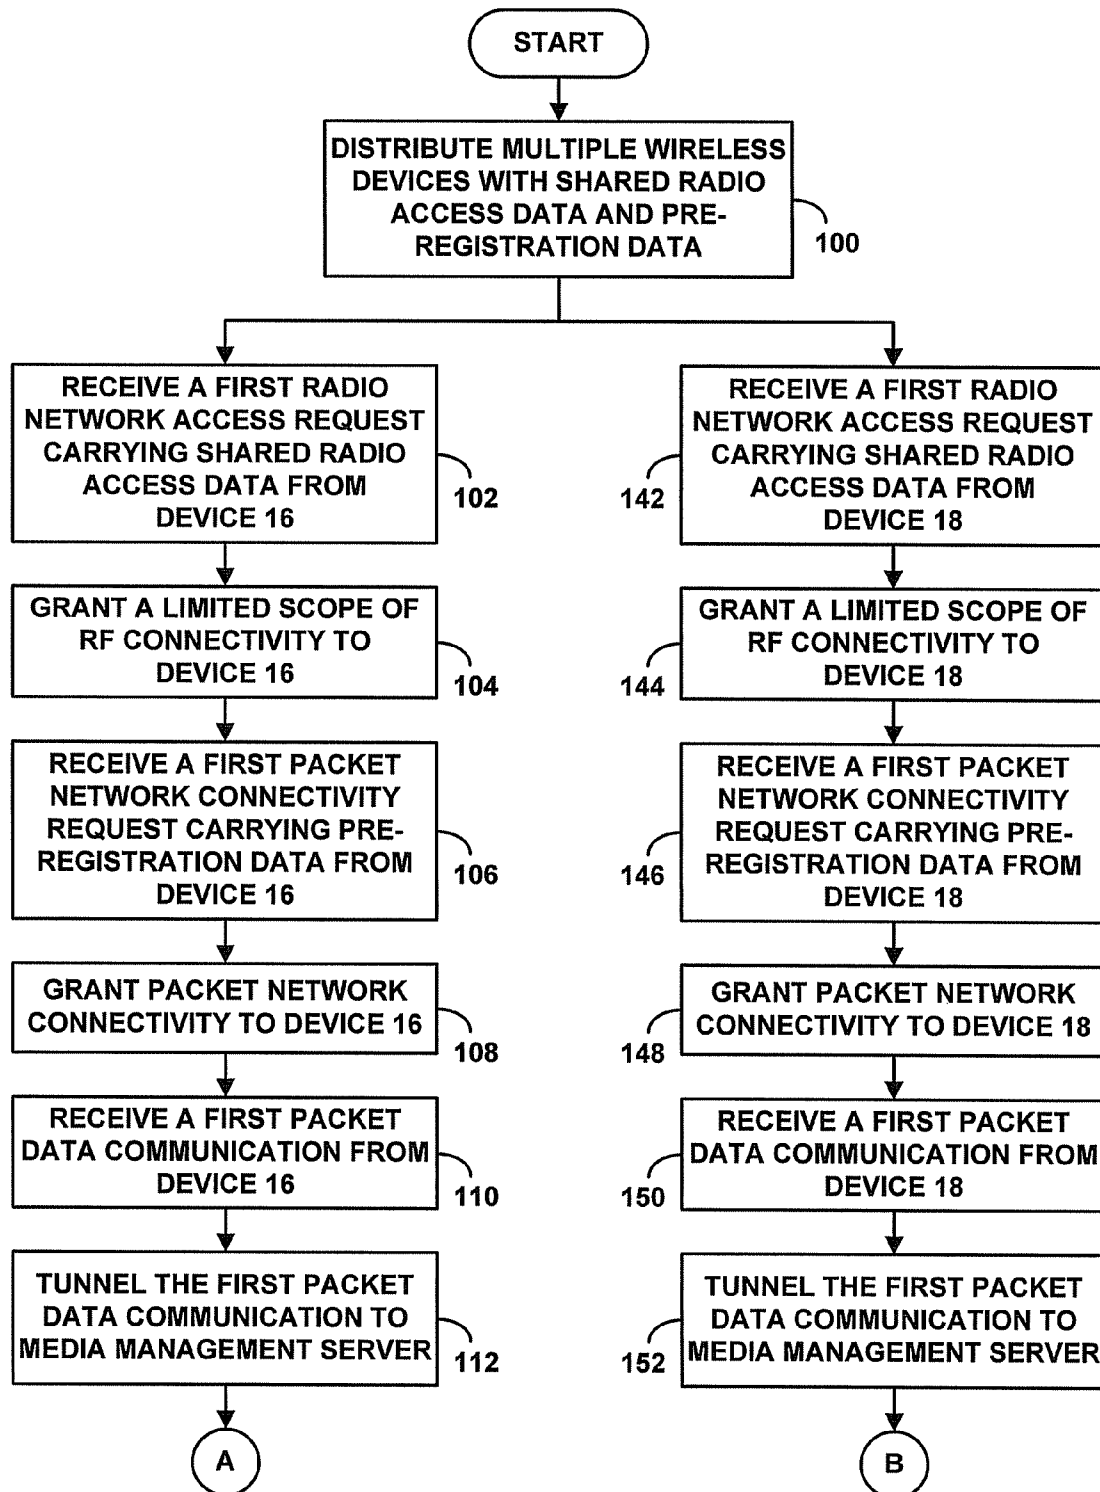 START
DISTRIBUTE MULTIPLE WIRELESS
DEVICES WITH SHARED RADIO
ACCESS DATA AND PRE-
REGISTRATION DATA
100
RECEIVE A FIRST RADIO
NETWORK ACCESS REQUEST
CARRYING SHARED RADIO
ACCESS DATA FROM
DEVICE 16
102
GRANT A LIMITED SCOPE OF
RF CONNECTIVITY TO
DEVICE 16
104
RECEIVE A FIRST PACKET
NETWORK CONNECTIVITY
REQUEST CARRYING PRE-
REGISTRATION DATA FROM
DEVICE 16
106
GRANT PACKET NETWORK
CONNECTIVITY TO DEVICE 16
108
RECEIVE A FIRST PACKET
DATA COMMUNICATION FROM
DEVICE 16
110
TUNNEL THE FIRST PACKET
DATA COMMUNICATION TO
MEDIA MANAGEMENT SERVER
112
A
RECEIVE A FIRST RADIO
NETWORK ACCESS REQUEST
CARRYING SHARED RADIO
ACCESS DATA FROM
DEVICE 18
142
GRANT A LIMITED SCOPE OF
RF CONNECTIVITY TO
DEVICE 18
144
RECEIVE A FIRST PACKET
NETWORK CONNECTIVITY
REQUEST CARRYING PRE-
REGISTRATION DATA FROM
DEVICE 18
146
GRANT PACKET NETWORK
CONNECTIVITY TO DEVICE 18
148
RECEIVE A FIRST PACKET
DATA COMMUNICATION FROM
DEVICE 18
150
TUNNEL THE FIRST PACKET
DATA COMMUNICATION TO
MEDIA MANAGEMENT SERVER
152
B